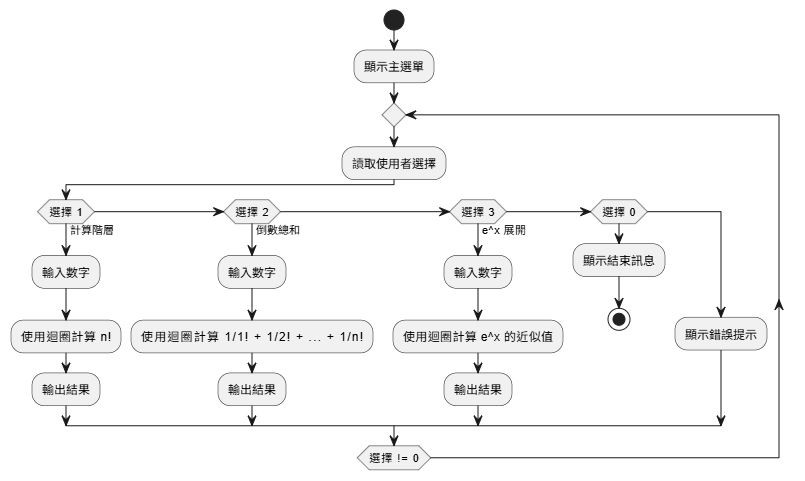 顯示主選單
讀取使用者選擇
選擇 1
選擇 2
選擇 3
選擇 0
計算階層
倒數總和
e^x 展開
輸入數字
輸入數字
輸入數字
顯示結束訊息
使用迴圈計算 n!
使用迴圈計算 1/1! + 1/2! + ... + 1/n!
使用迴圈計算 e^x 的近似值
顯示錯誤提示
輸出結果
輸出結果
輸出結果
選擇 != 0